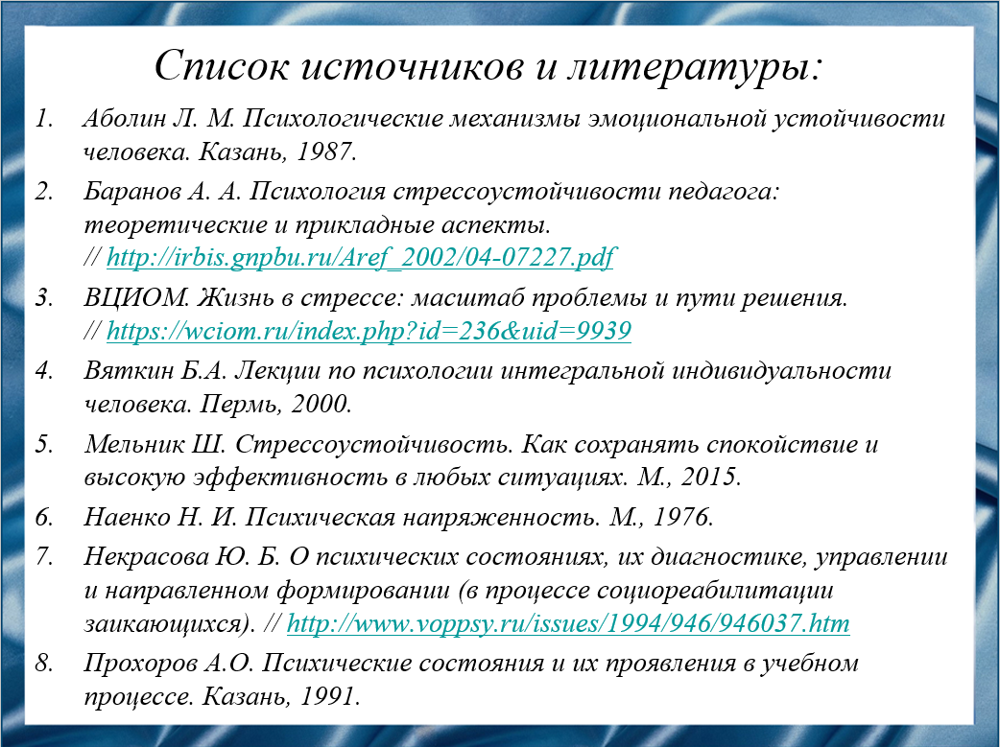 Список источников и литературы:
1. Аболин Л. М. Психологические механизмы эмоциональной устойчивости
человека. Казань, 1987.
2. Баранов А. А. Психология стрессоустойчивости педагога:
теоретические и прикладные аспекты.
// http://irbis.gnpbu.ru/Aref_2002/04-07227.pdf
3. ВЦИОМ. Жизнь в стрессе: масштаб проблемы и пути решения.
// https://wciom.ru/index.php?id=236&uid=9939
4. Вяткин Б.А. Лекции по психологии интегральной индивидуальности
человека. Пермь, 2000.
5. Мельник Ш. Стрессоустойчивость. Как сохранять спокойствие и
высокую эффективность в любых ситуациях. М., 2015.
6. Наенко Н. И. Психическая напряженность. М., 1976.
7. Некрасова Ю. Б. О психических состояниях, их диагностике, управлении
и направленном формировании (в процессе социореабилитации
заикающихся). // http://www.voppsy.ru/issues/1994/946/946037.htm
8. Прохоров А.О. Психические состояния и их проявления в учебном
процессе. Казань, 1991.